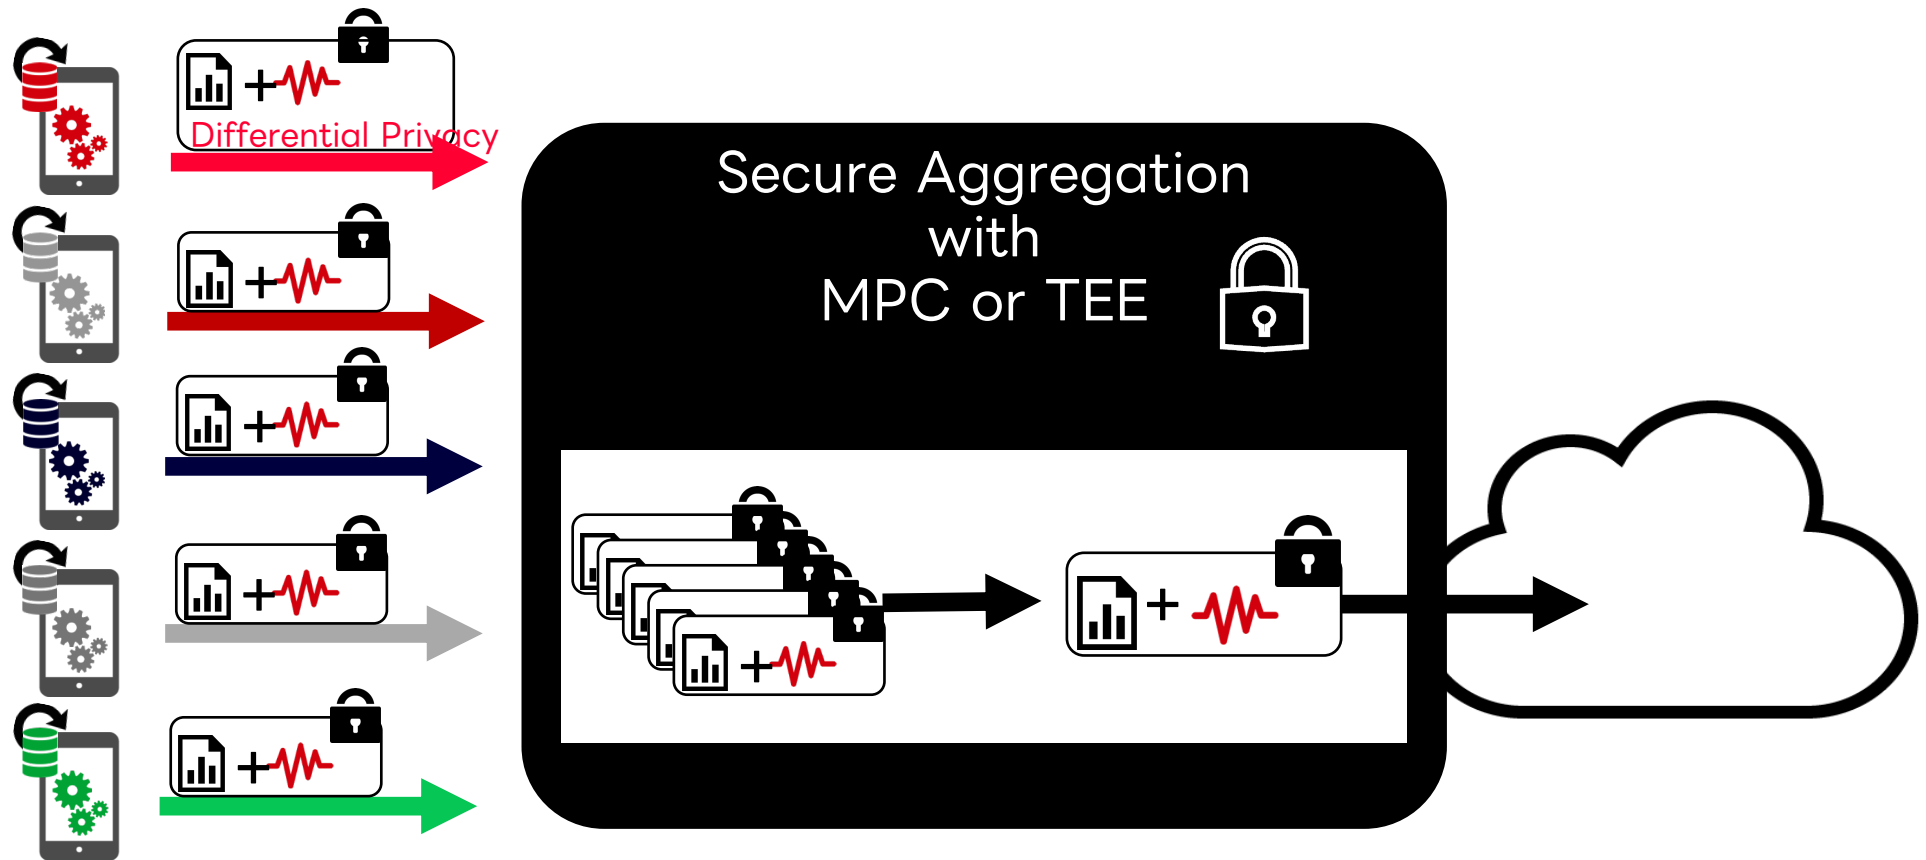 Differential Privacy
Secure Aggregation
with
MPC or TEE